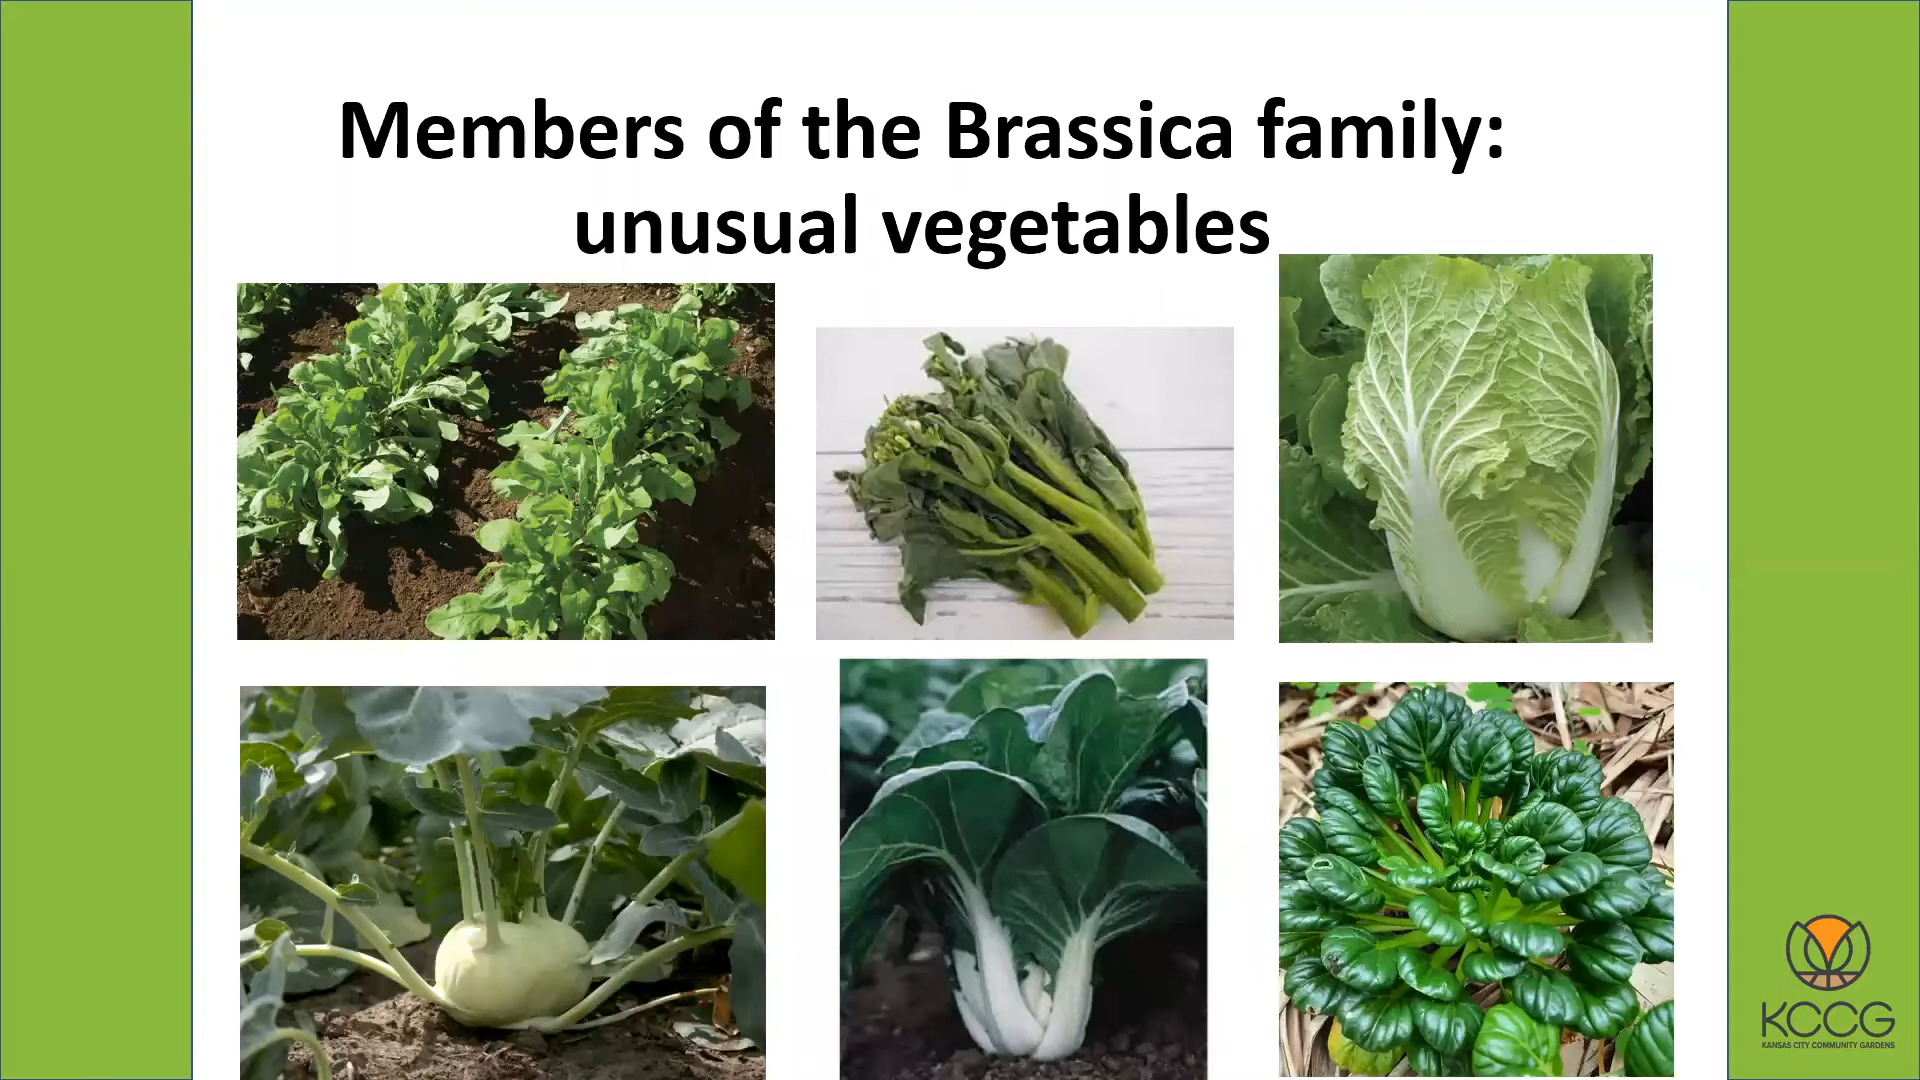 Members of the Brassica family:
unusual vegetables
KCCG
KANSAS CITY COMMUNITY GARDENS